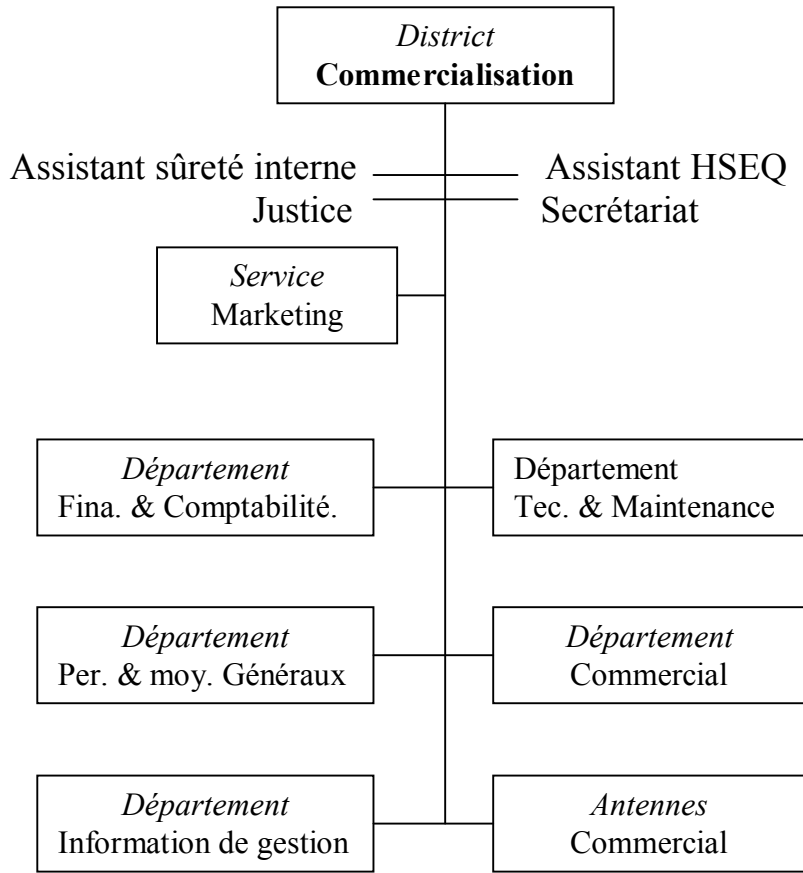 District
Commercialisation
Assistant sûreté interne
Assistant HSEQ
Justice
Secrétariat
Service
Marketing
Département
Fina. & Comptabilité.
Département
Tec. & Maintenance
Département
Per. & moy. Généraux
Département
Commercial
Département
Information de gestion
Antennes
Commercial